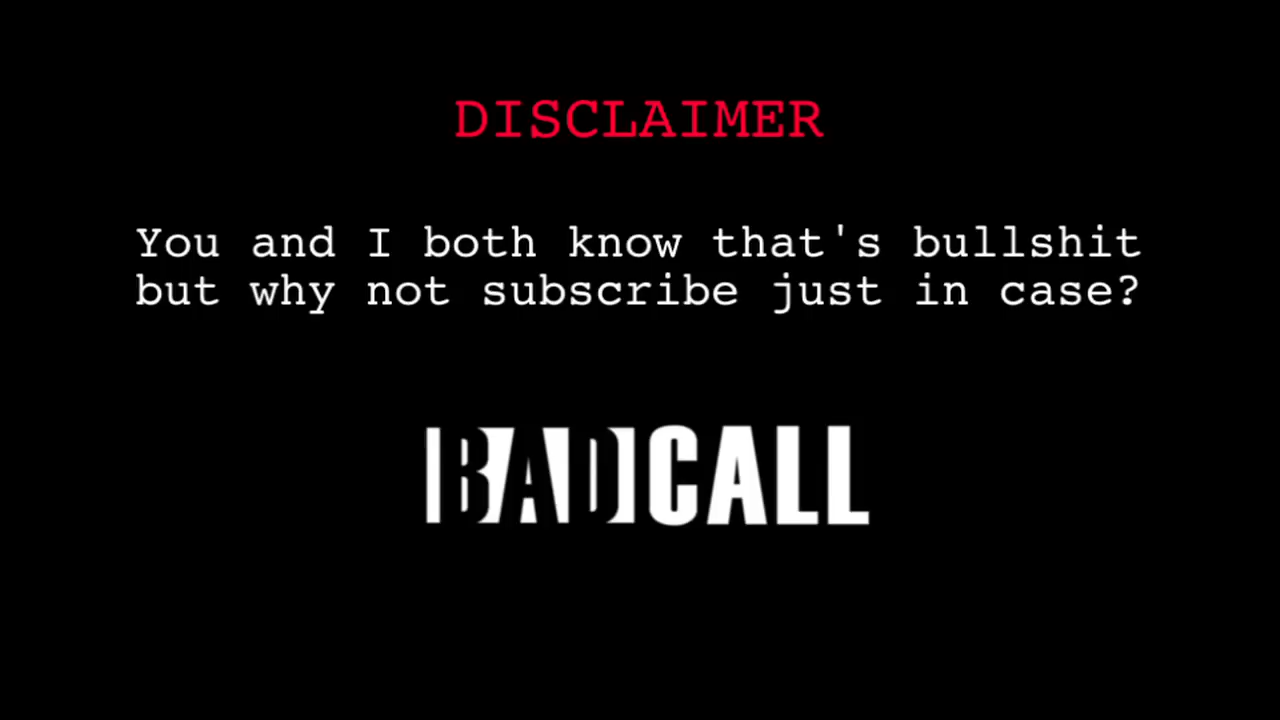 DISCLAIMER
You and I both know that's bullshit
but why not subscribe just in case?
BADCALL